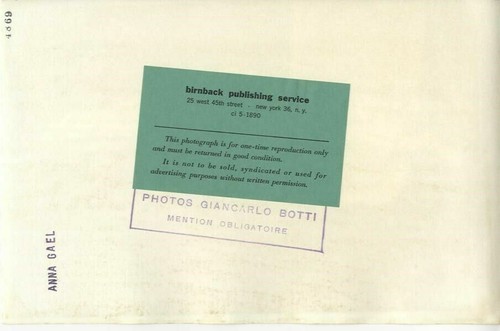 4869
birnback publishing service
25 west 45th street - new york 36, n. y.
ci 5-1890
This photograph is for one-time reproduction only
and must be returned in good condition.
It is not to be sold, syndicated or used for
advertising purposes without written permission.
PHOTOS GIANCARLO BOTTI
MENTION OBLIGATOIRE
ANNA GAEL